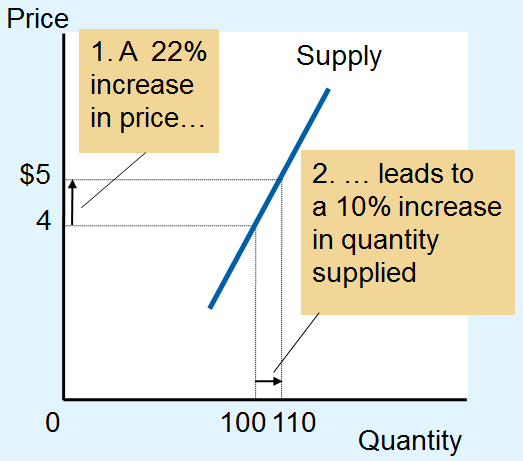 Price
1. A 22%
increase
in price…
Supply
$5
2. … leads to
a 10% increase
in quantity
supplied
4
0
100 110
Quantity